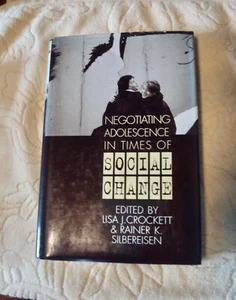 NEGOTIATING
ADOLESCENCE
IN TIMES OF
SOCIAL
CHANGE
EDITED BY
LISA J. CROCKETT
& RAINER K.
SILBEREISEN